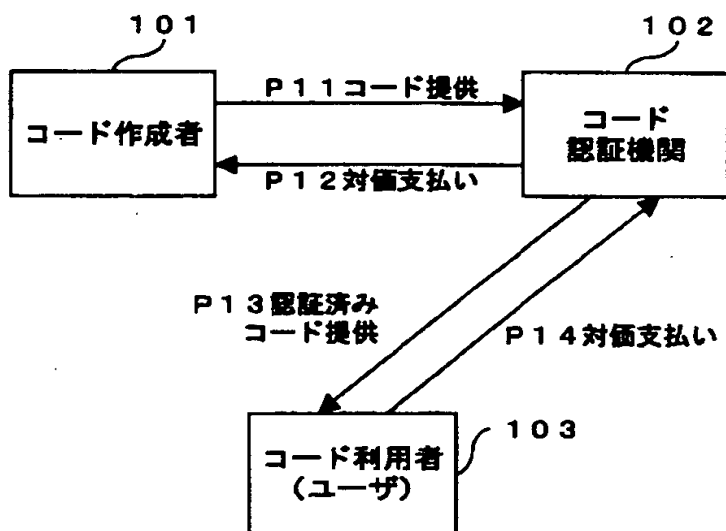 １０１
１０２
Ｐ１１コード提供
コード作成者
コード
認証機関
Ｐ１２対価支払い
Ｐ１３認証済み
コード提供
Ｐ１４対価支払い
１０３
コード利用者
（ユーザ）